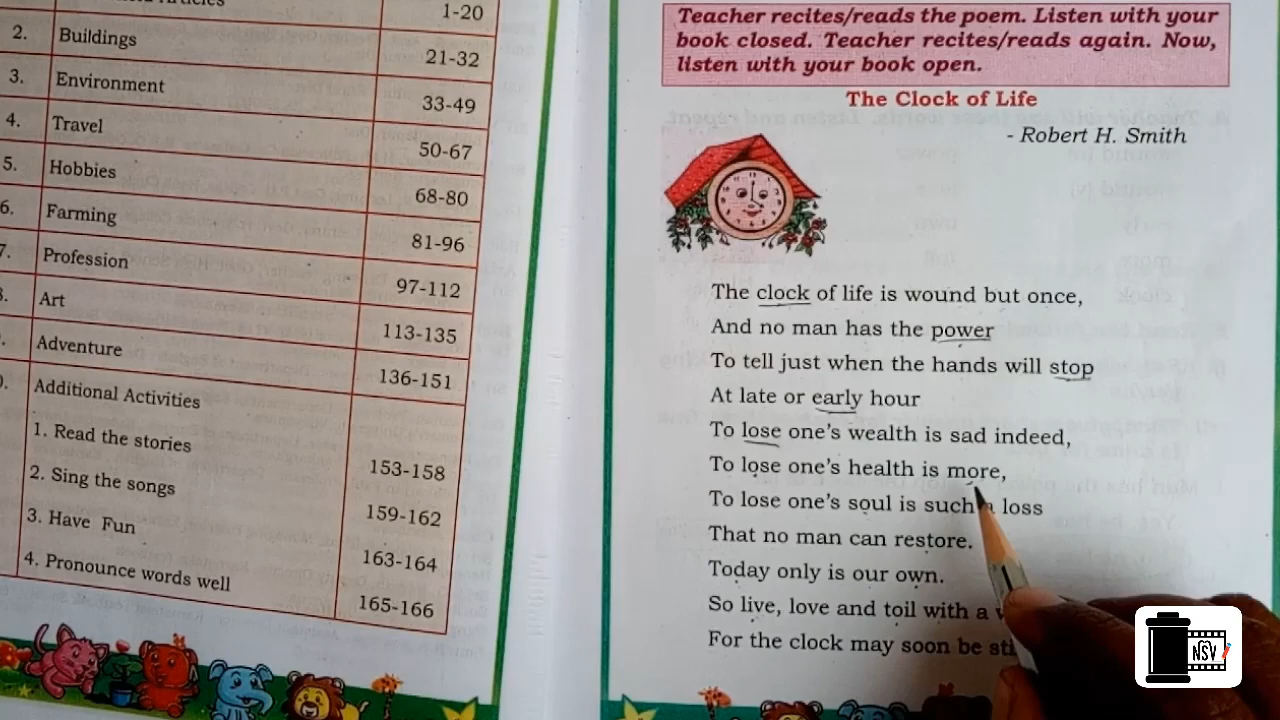 1-20
2. Buildings 21-32
3. Environment 33-49
4. Travel 50-67
5. Hobbies 68-80
6. Farming 81-96
7. Profession 97-112
Art 113-135
Adventure 136-151
Additional Activities
1. Read the stories 153-158
2. Sing the songs 159-162
3. Have Fun 163-164
4. Pronounce words well 165-166
Teacher recites/reads the poem. Listen with your
book closed. Teacher recites/reads again. Now,
listen with your book open.
The Clock of Life
- Robert H. Smith
The clock of life is wound but once,
And no man has the power
To tell just when the hands will stop
At late or early hour
To lose one's wealth is sad indeed,
To lose one's health is more,
To lose one's soul is such loss
That no man can restore.
Today only is our own.
So live, love and toil with a
For the clock may soon be
NSV